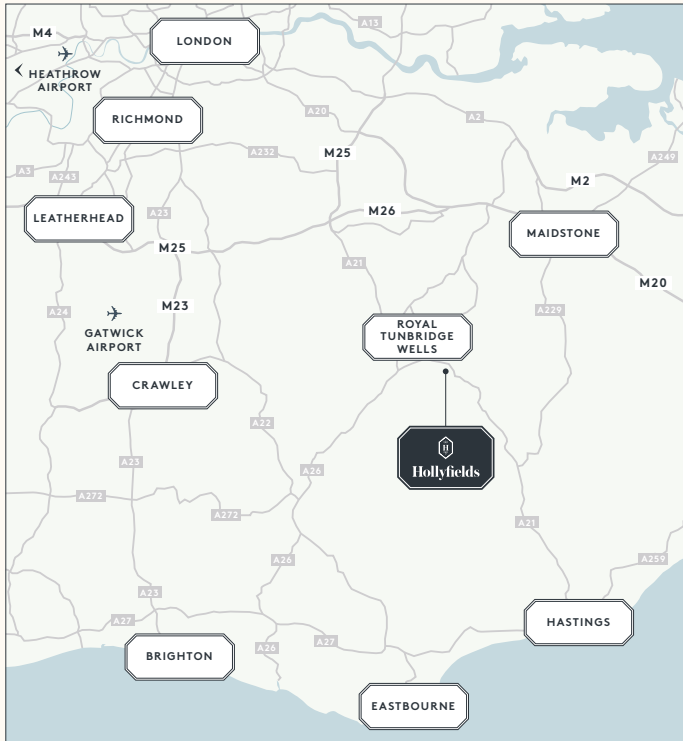 A13
M4
LONDON
HEATHROW
AIRPORT
A20
RICHMOND
A2
A232
M25
A249
A3
A243
M2
M26
A23
LEATHERHEAD
MAIDSTONE
M25
A21
M20
M23
A24
GATWICK
AIRPORT
A229
ROYAL
TUNBRIDGE
WELLS
CRAWLEY
A22
H
Hollyfields
A23
A26
A272
A272
A21
A26
A259
A23
A27
HASTINGS
A27
A26
BRIGHTON
EASTBOURNE